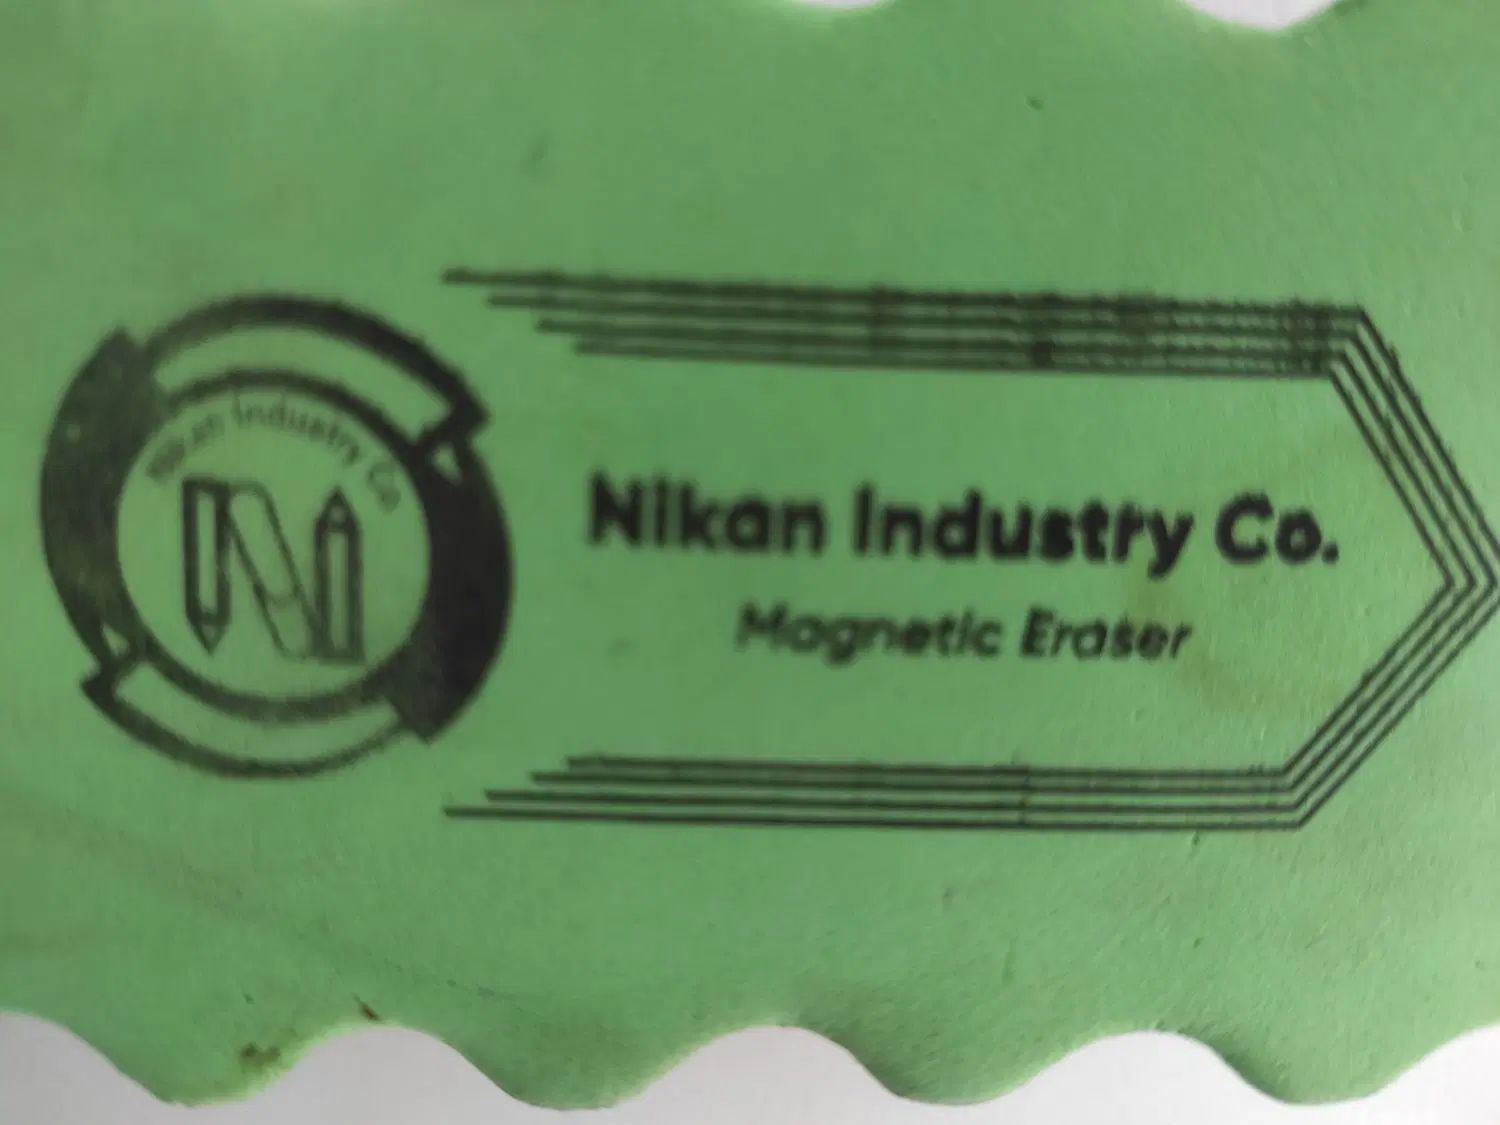 Nikan Industry Co
Nikan Industry Co.
Magnetic Eraser